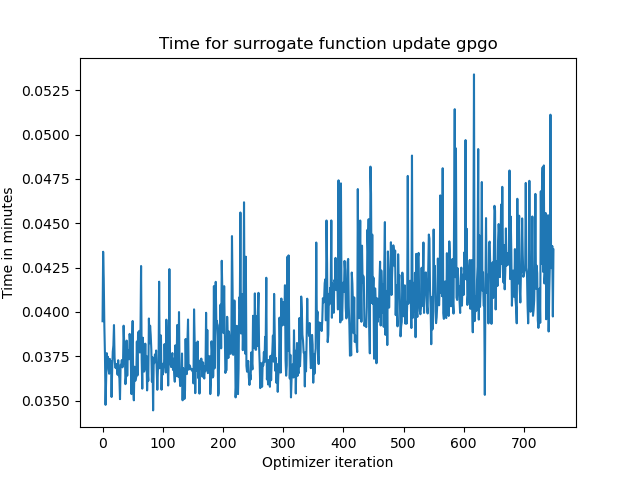 Time for surrogate function update gpgo
0.0525
0.0500
0.0475
0.0450
0.0425
0.0400
0.0375
0.0350
Time in minutes
0 100 200 300 400 500 600 700
Optimizer iteration